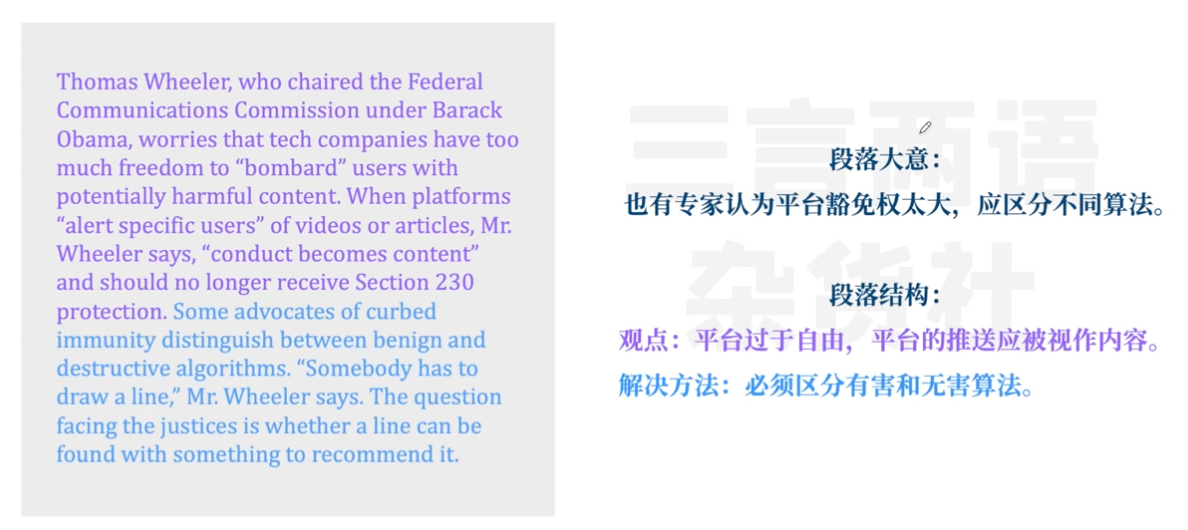 Thomas Wheeler, who chaired the Federal
Communications Commission under Barack
Obama, worries that tech companies have too
much freedom to “bombard” users with
potentially harmful content. When platforms
“alert specific users” of videos or articles, Mr.
Wheeler says, “conduct becomes content”
and should no longer receive Section 230
protection. Some advocates of curbed
immunity distinguish between benign and
destructive algorithms. “Somebody has to
draw a line,” Mr. Wheeler says. The question
facing the justices is whether a line can be
found with something to recommend it.
三言两语
杂货社
段落大意：
也有专家认为平台豁免权太大，应区分不同算法。
段落结构：
观点：平台过于自由，平台的推送应被视作内容。
解决方法：必须区分有害和无害算法。